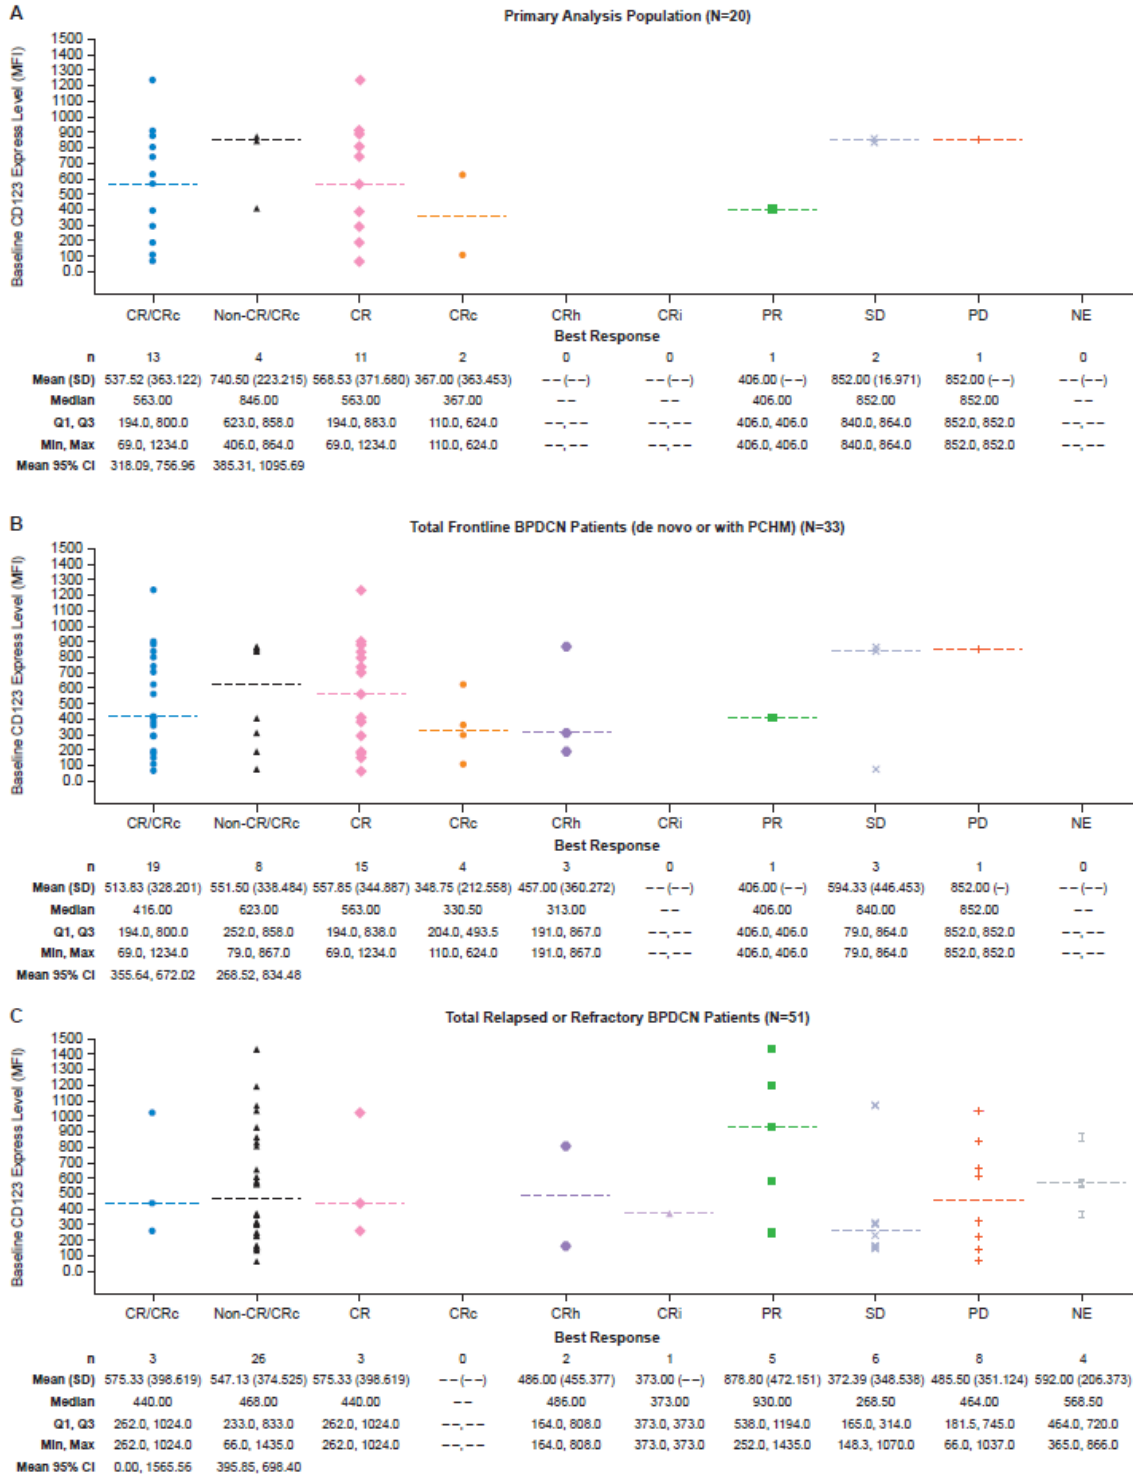 A
Primary Analysis Population (N=20)
Baseline CD123 Express Level (MFI)
1500
1400
1300
1200
1100
1000
900
800
700
600
500
400
300
200
100
0.0
CR/CRc Non-CR/CRc CR CRc CRh CRi PR SD PD NE
Best Response
n 13 4 11 2 0 0 1 2 1 0
Mean (SD) 537.52 (363.122) 740.50 (223.215) 568.53 (371.680) 367.00 (363.453) –– (––) –– (––) 406.00 (––) 852.00 (16.971) 852.00 (––) –– (––)
Median 563.00 846.00 563.00 367.00 –– –– 406.00 852.00 852.00 ––
Q1, Q3 194.0, 800.0 623.0, 858.0 194.0, 883.0 110.0, 624.0 ––, –– ––, –– 406.0, 406.0 840.0, 864.0 852.0, 852.0 ––, ––
Min, Max 69.0, 1234.0 406.0, 864.0 69.0, 1234.0 110.0, 624.0 ––, –– ––, –– 406.0, 406.0 840.0, 864.0 852.0, 852.0 ––, ––
Mean 95% CI 318.09, 756.96 385.31, 1095.69
B
Total Frontline BPDCN Patients (de novo or with PCHM) (N=33)
Baseline CD123 Express Level (MFI)
1500
1400
1300
1200
1100
1000
900
800
700
600
500
400
300
200
100
0.0
CR/CRc Non-CR/CRc CR CRc CRh CRi PR SD PD NE
Best Response
n 19 8 15 4 3 0 1 3 1 0
Mean (SD) 513.83 (328.201) 551.50 (338.484) 557.85 (344.887) 348.75 (212.558) 457.00 (360.272) –– (––) 406.00 (––) 594.33 (446.453) 852.00 (–) –– (––)
Median 416.00 623.00 563.00 330.50 313.00 –– 406.00 840.00 852.00 ––
Q1, Q3 194.0, 800.0 252.0, 858.0 194.0, 838.0 204.0, 493.5 191.0, 867.0 ––, –– 406.0, 406.0 79.0, 864.0 852.0, 852.0 ––, ––
Min, Max 69.0, 1234.0 79.0, 867.0 69.0, 1234.0 110.0, 624.0 191.0, 867.0 ––, –– 406.0, 406.0 79.0, 864.0 852.0, 852.0 ––, ––
Mean 95% CI 355.64, 672.02 268.52, 834.48
C
Total Relapsed or Refractory BPDCN Patients (N=51)
Baseline CD123 Express Level (MFI)
1500
1400
1300
1200
1100
1000
900
800
700
600
500
400
300
200
100
0.0
CR/CRc Non-CR/CRc CR CRc CRh CRi PR SD PD NE
Best Response
n 3 26 3 0 2 1 5 6 8 4
Mean (SD) 575.33 (398.619) 547.13 (374.525) 575.33 (398.619) –– (––) 486.00 (455.377) 373.00 (––) 878.80 (472.151) 372.39 (348.538) 485.50 (351.124) 592.00 (206.373)
Median 440.00 468.00 440.00 –– 486.00 373.00 930.00 268.50 464.00 568.50
Q1, Q3 262.0, 1024.0 233.0, 833.0 262.0, 1024.0 ––, –– 164.0, 808.0 373.0, 373.0 538.0, 1194.0 165.0, 314.0 181.5, 745.0 464.0, 720.0
Min, Max 262.0, 1024.0 66.0, 1435.0 262.0, 1024.0 ––, –– 164.0, 808.0 373.0, 373.0 252.0, 1435.0 148.3, 1070.0 66.0, 1037.0 365.0, 866.0
Mean 95% CI 0.00, 1565.56 395.85, 698.40